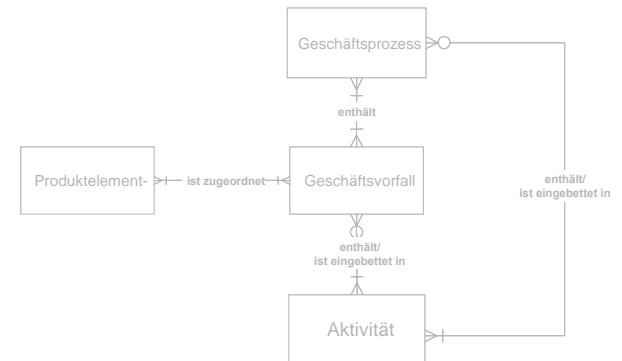 Geschäftsprozess
enthält
Produktelement-
ist zugeordnet
Geschäftsvorfall
enthält/
ist eingebettet in
enthält/
ist eingebettet in
Aktivität